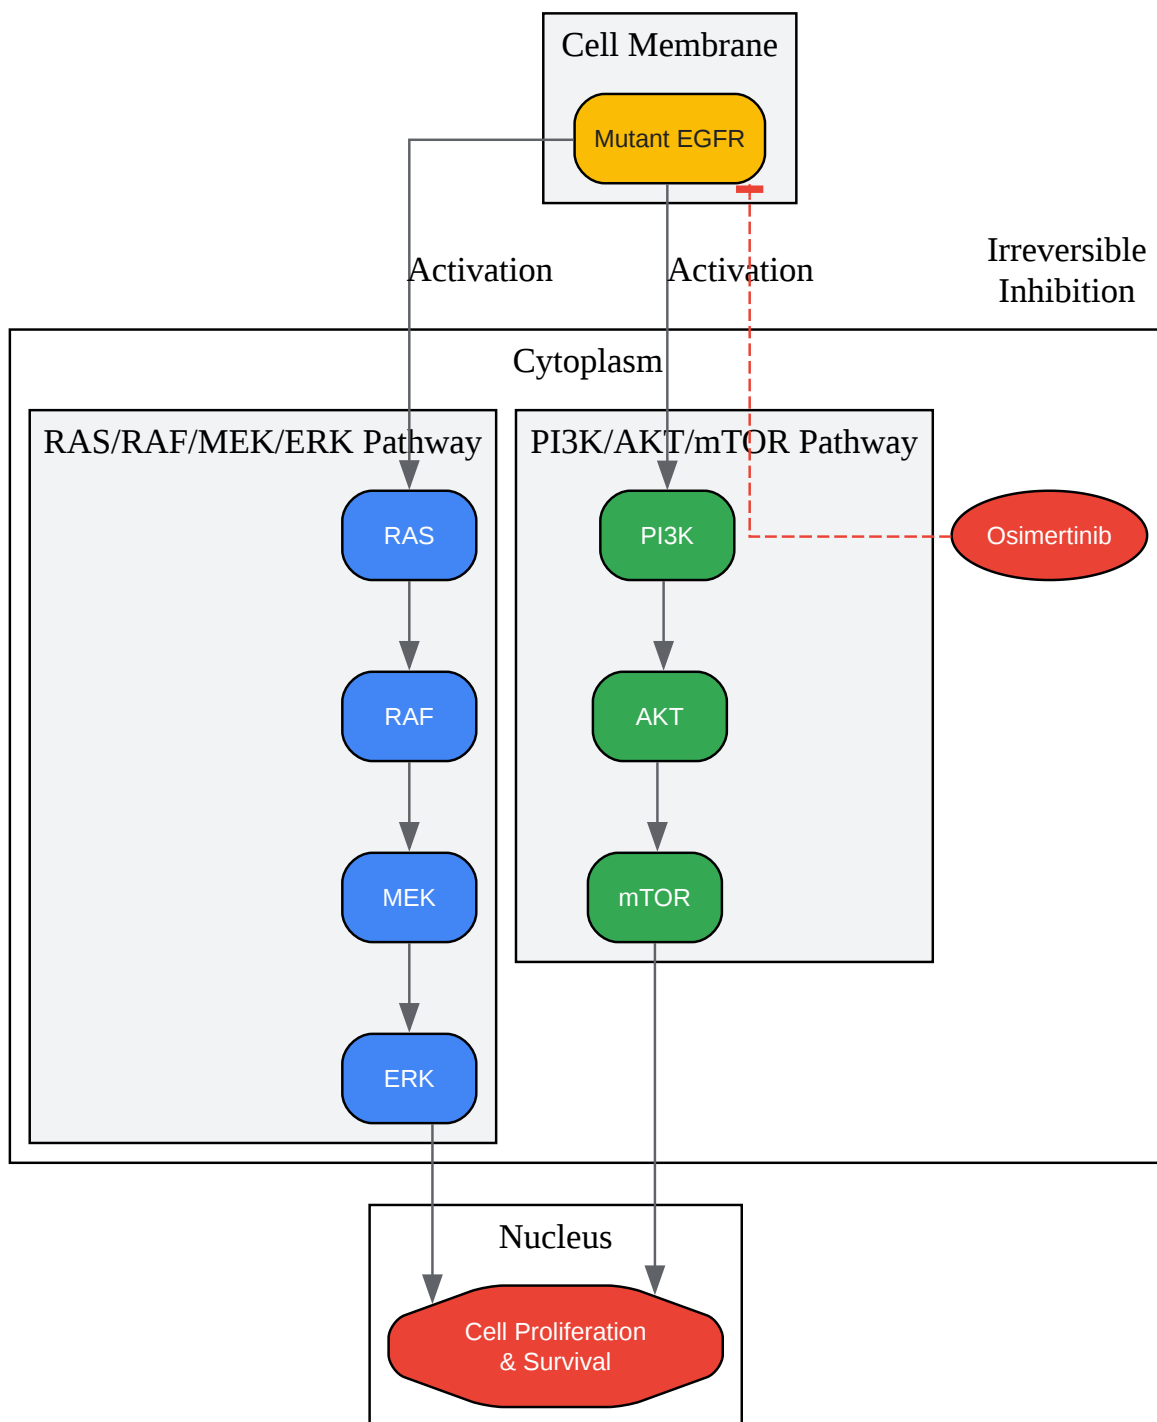 Cell Membrane
Mutant EGFR
Activation
Activation
Irreversible
Inhibition
Cytoplasm
RAS/RAF/MEK/ERK Pathway
PI3K/AKT/mTOR Pathway
RAS
PI3K
Osimertinib
RAF
AKT
MEK
mTOR
ERK
Nucleus
Cell Proliferation
& Survival